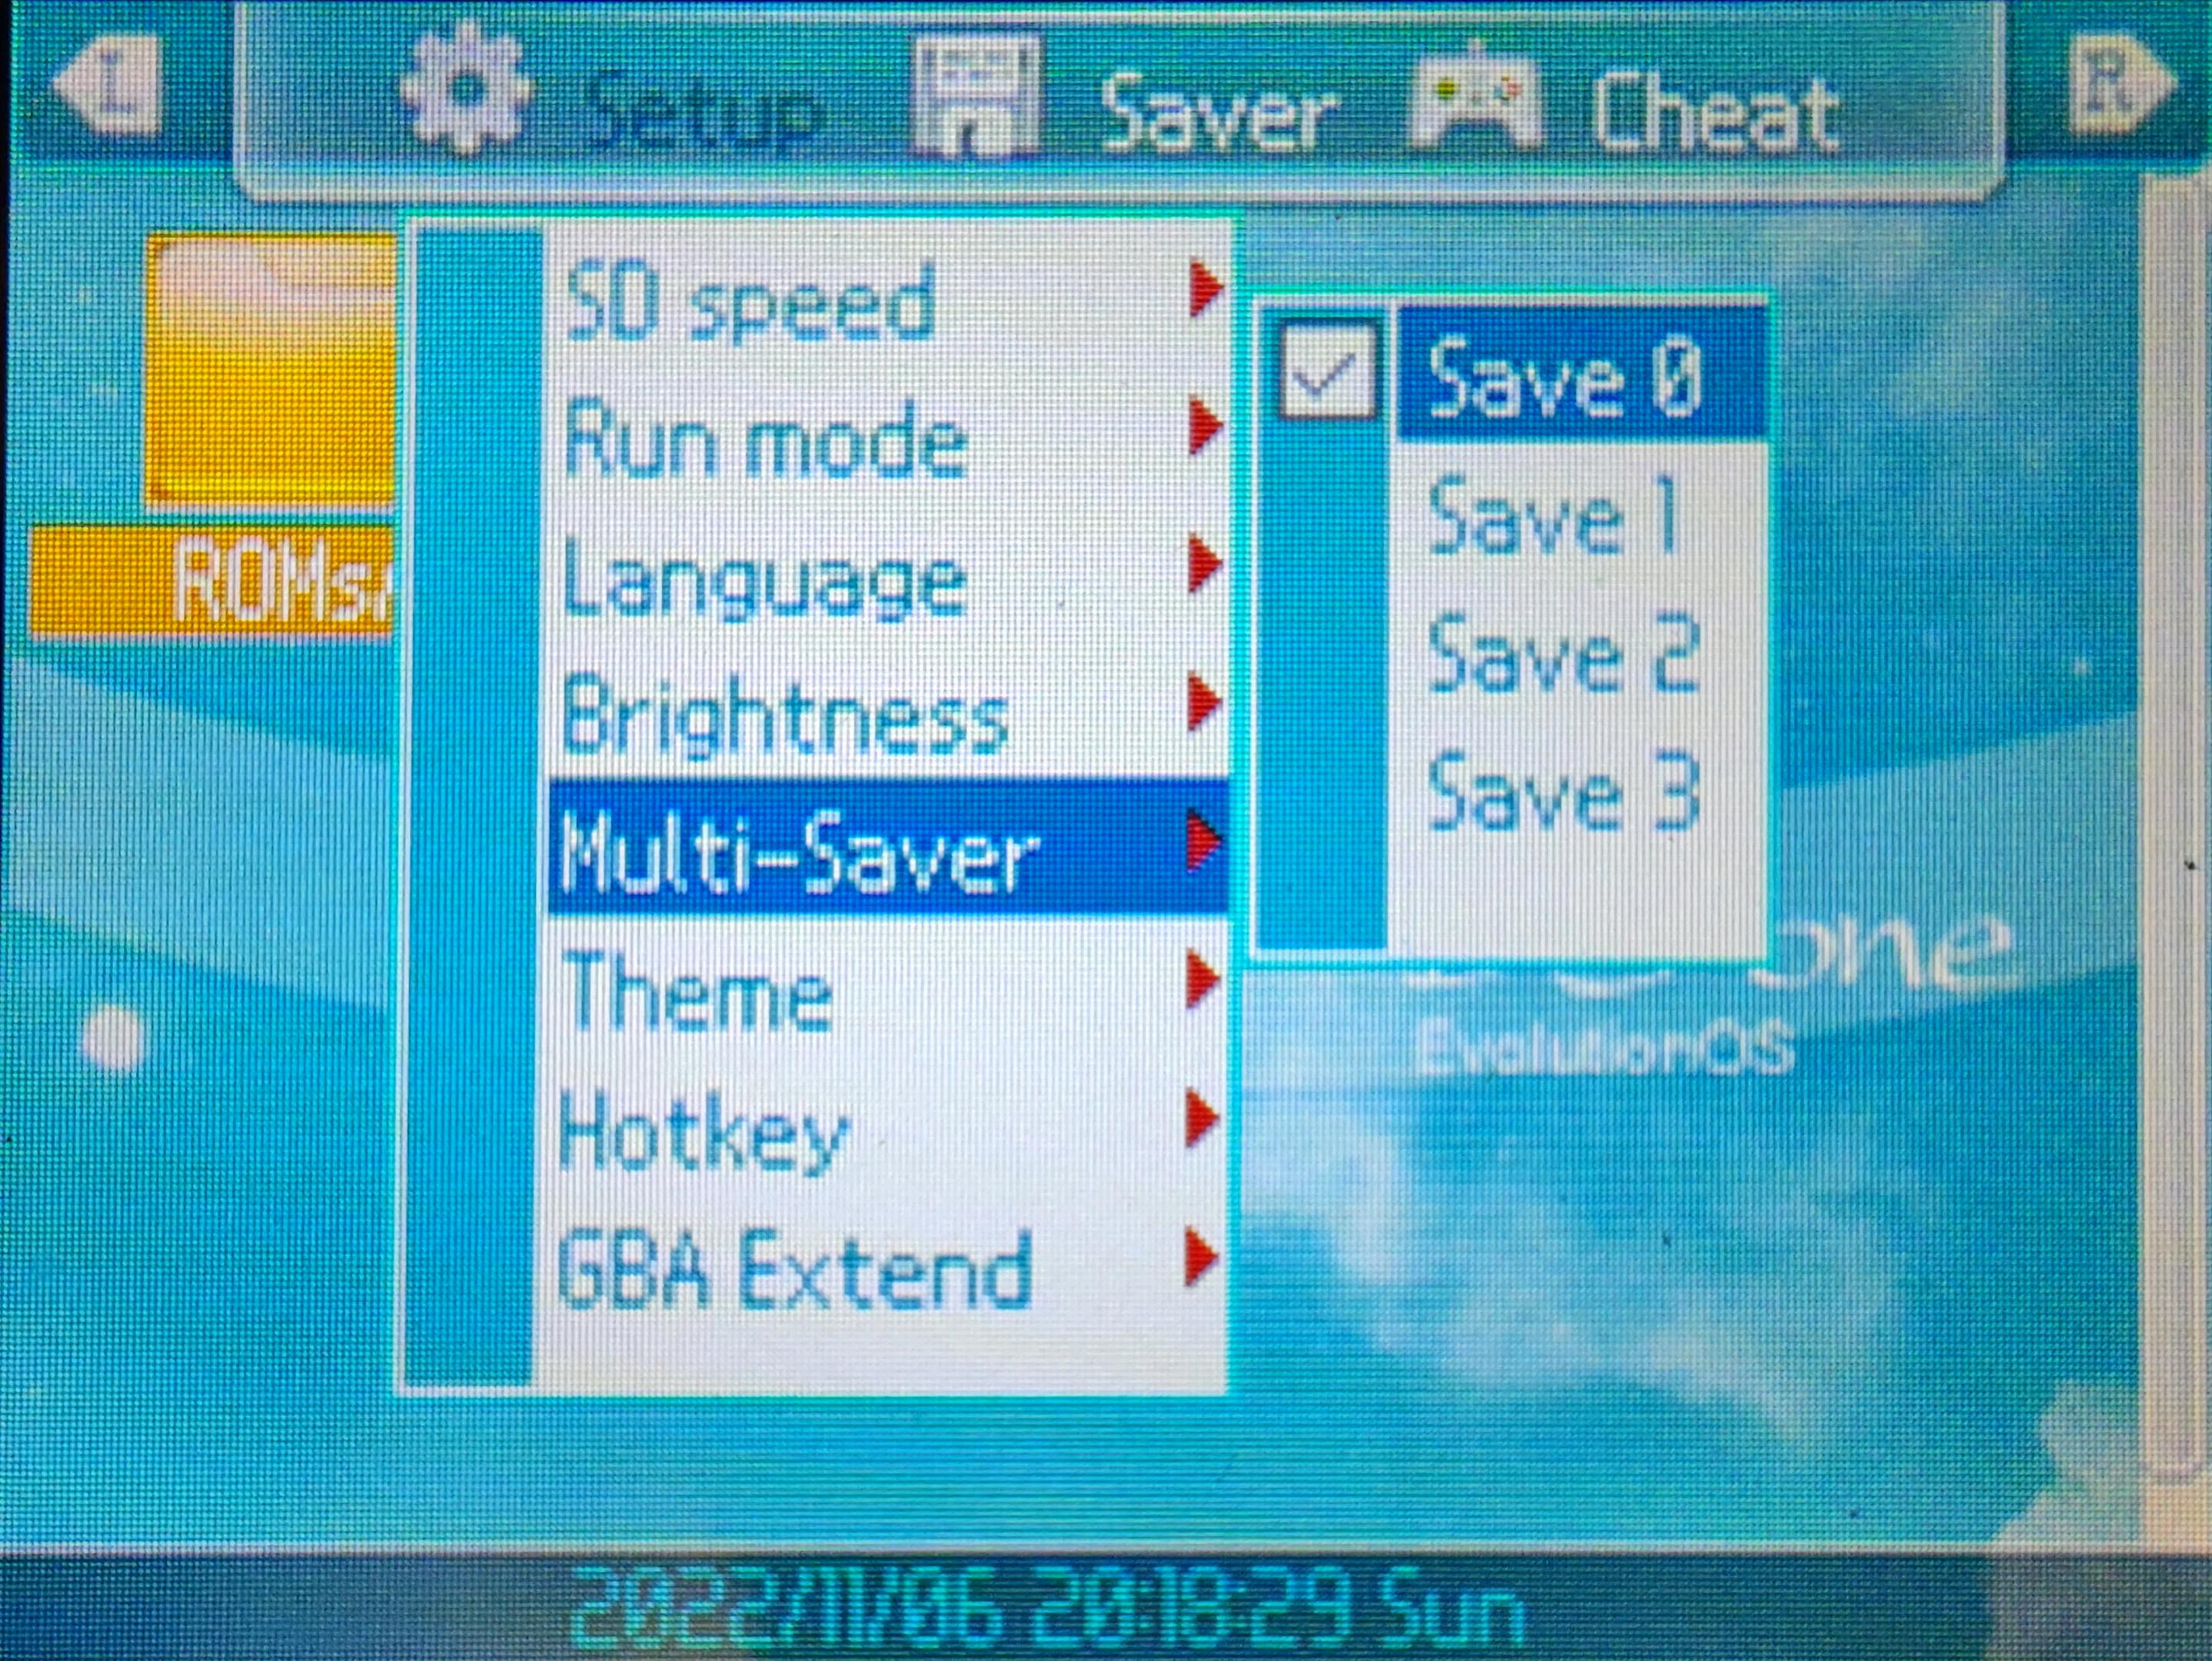 L Setup Saver Cheat R
SD speed
Run mode
Language
Brightness
Multi-Saver
Theme
Hotkey
GBA Extend
Save 0
Save 1
Save 2
Save 3
ROMs
one
EvolutionOS
2022/11/06 20:18:29 Sun